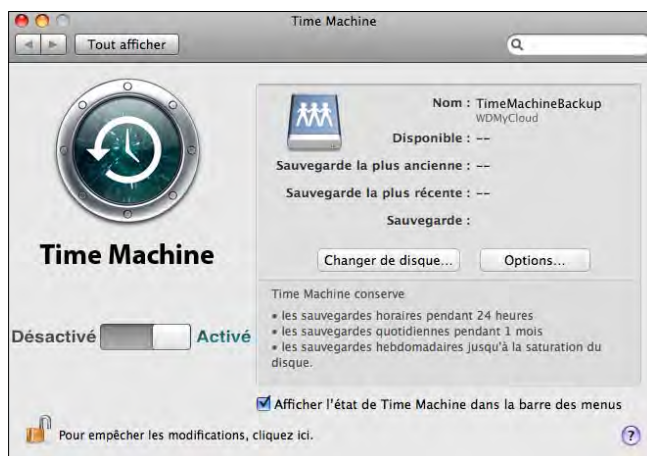 Time Machine
Tout afficher
Nom : TimeMachineBackup
WDMyCloud
Disponible : --
Sauvegarde la plus ancienne : --
Sauvegarde la plus récente : --
Sauvegarde :
Time Machine
Changer de disque...
Options...
Désactivé
Activé
Time Machine conserve
• les sauvegardes horaires pendant 24 heures
• les sauvegardes quotidiennes pendant 1 mois
• les sauvegardes hebdomadaires jusqu'à la saturation du
disque.
Afficher l'état de Time Machine dans la barre des menus
Pour empêcher les modifications, cliquez ici.
?